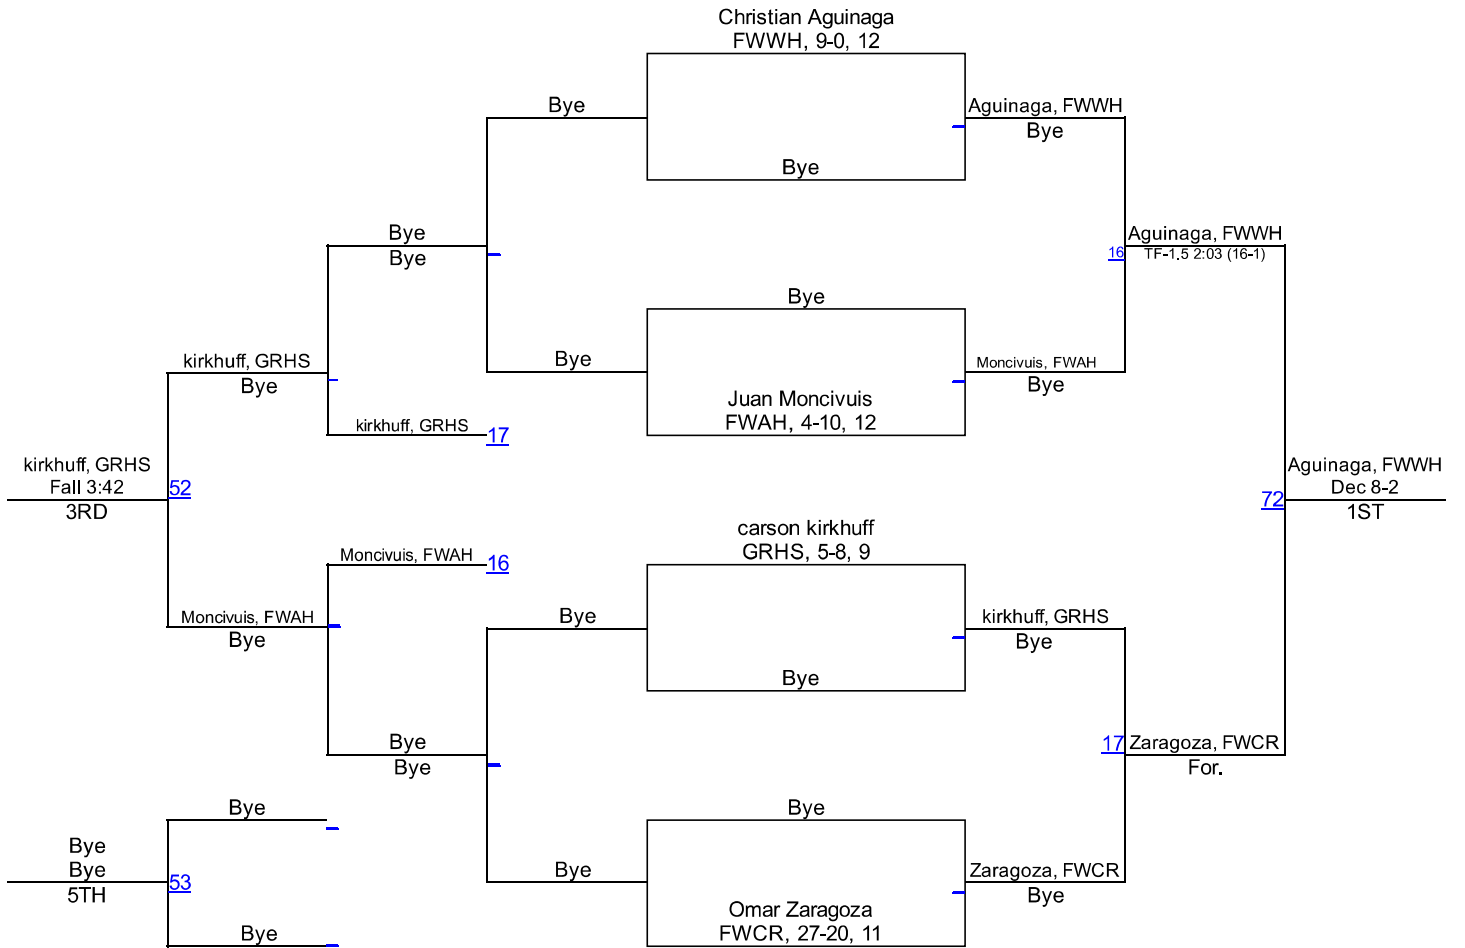 Christian Aguinaga
FWWH, 9-0, 12
Bye
Aguinaga, FWWH
Bye
Bye
Bye
Bye
Aguinaga, FWWH
16
TF-1.5 2:03 (16-1)
Bye
kirkhuff, GRHS
Bye
Bye
Moncivuis, FWAH
Bye
Juan Moncivuis
FWAH, 4-10, 12
kirkhuff, GRHS
17
kirkhuff, GRHS
Fall 3:42
52
3RD
Aguinaga, FWWH
Dec 8-2
72
1ST
carson kirkhuff
GRHS, 5-8, 9
Moncivuis, FWAH
16
Moncivuis, FWAH
Bye
Bye
kirkhuff, GRHS
Bye
Bye
Bye
Bye
17
Zaragoza, FWCR
For.
Bye
Bye
Bye
Bye
53
5TH
Bye
Bye
Zaragoza, FWCR
Bye
Omar Zaragoza
FWCR, 27-20, 11